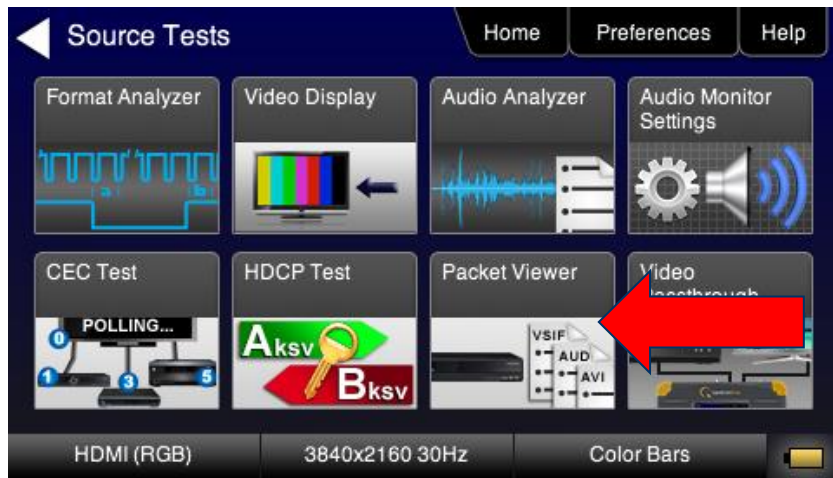 Source Tests
Home
Preferences
Help
Format Analyzer
Video Display
Audio Analyzer
Audio Monitor
Settings
a
b
CEC Test
HDCP Test
Packet Viewer
Video
POLLING...
0
1
3
5
Aksv
Bksv
VSIF
AUD
AVI
HDMI (RGB)
3840x2160 30Hz
Color Bars